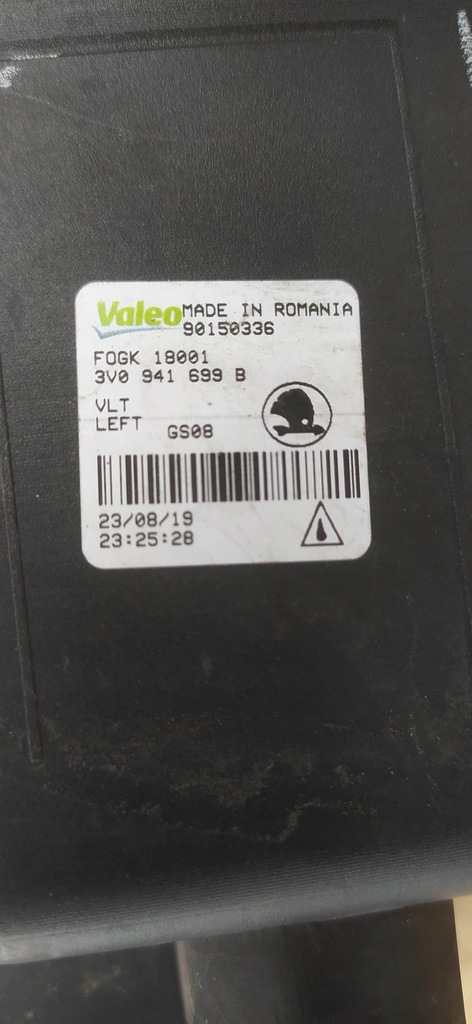 Valeo MADE IN ROMANIA
90150336
FOGK 18001
3V0 941 699 B
VLT
LEFT GS08
23/08/19
23:25:28